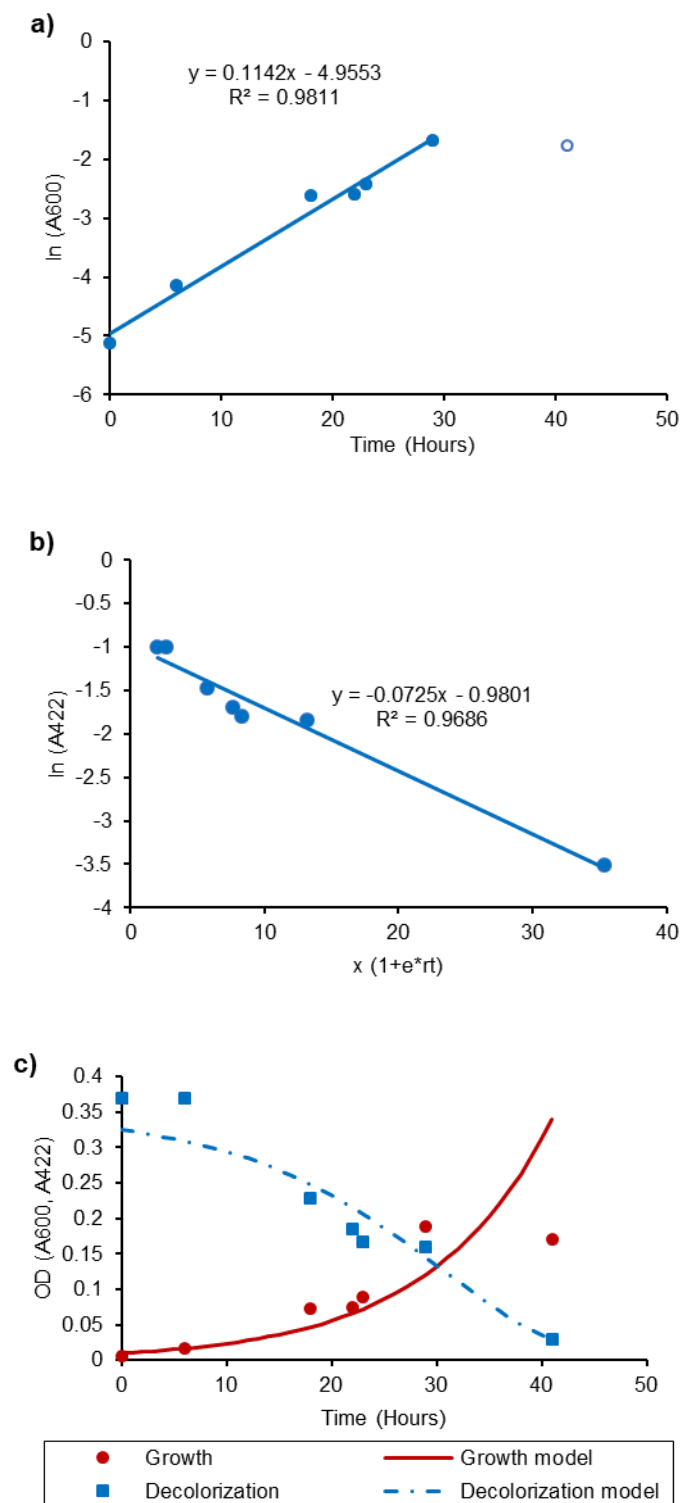 a)
0
-1
-2
-3
-4
-5
-6
ln (A600)
y = 0.1142x - 4.9553
R² = 0.9811
0 10 20 30 40 50
Time (Hours)
b)
0
-0.5
-1
-1.5
-2
-2.5
-3
-3.5
-4
ln (A422)
y = -0.0725x - 0.9801
R² = 0.9686
0 10 20 30 40
x (1+e*rt)
c)
0.4
0.35
0.3
0.25
0.2
0.15
0.1
0.05
0
OD (A600, A422)
0 10 20 30 40 50
Time (Hours)
Growth Growth model
Decolorization Decolorization model